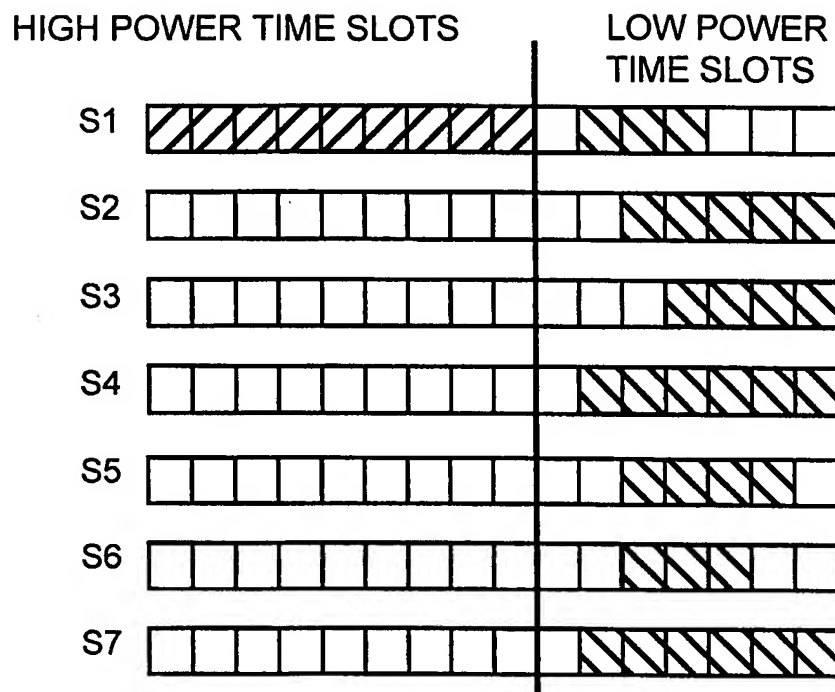 HIGH POWER TIME SLOTS
LOW POWER
TIME SLOTS
S1
S2
S3
S4
S5
S6
S7